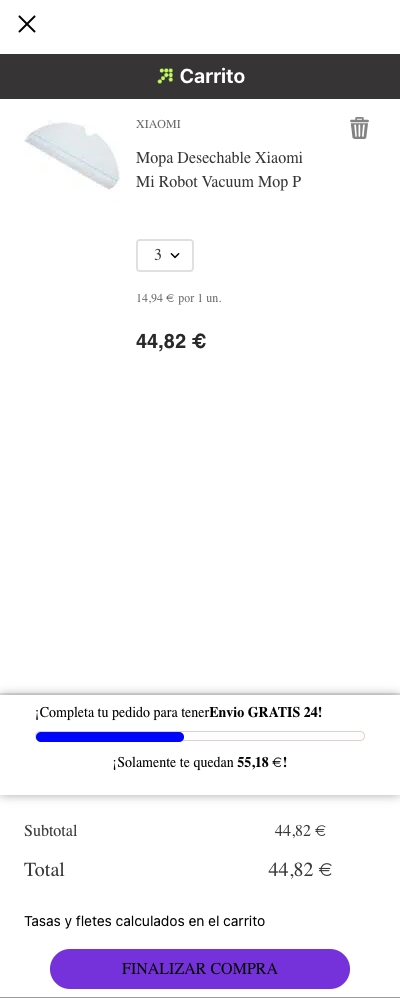 Carrito
XIAOMI
Mopa Desechable Xiaomi
Mi Robot Vacuum Mop P
3
14,94 € por 1 un.
44,82 €
¡Completa tu pedido para tenerEnvio GRATIS 24!
¡Solamente te quedan 55,18 €!
Subtotal 44,82 €
Total 44,82 €
Tasas y fletes calculados en el carrito
FINALIZAR COMPRA